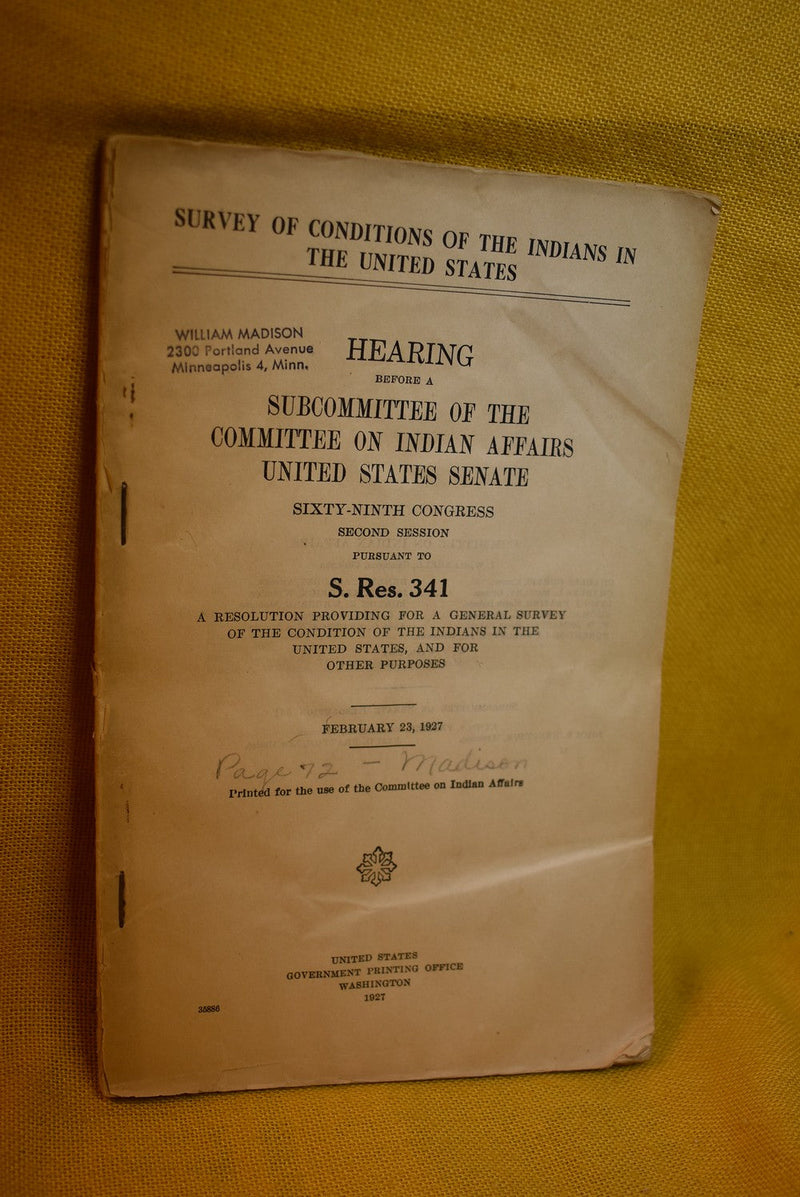 SURVEY OF CONDITIONS OF THE INDIANS IN
THE UNITED STATES
WILLIAM MADISON
2300 Portland Avenue
Minneapolis 4, Minn.
HEARING
BEFORE A
SUBCOMMITTEE OF THE
COMMITTEE ON INDIAN AFFAIRS
UNITED STATES SENATE
SIXTY-NINTH CONGRESS
SECOND SESSION
PURSUANT TO
S. Res. 341
A RESOLUTION PROVIDING FOR A GENERAL SURVEY
OF THE CONDITION OF THE INDIANS IN THE
UNITED STATES, AND FOR
OTHER PURPOSES
FEBRUARY 23, 1927
Page 72 — Madison
Printed for the use of the Committee on Indian Affairs
UNITED STATES
GOVERNMENT PRINTING OFFICE
WASHINGTON
1927
35886